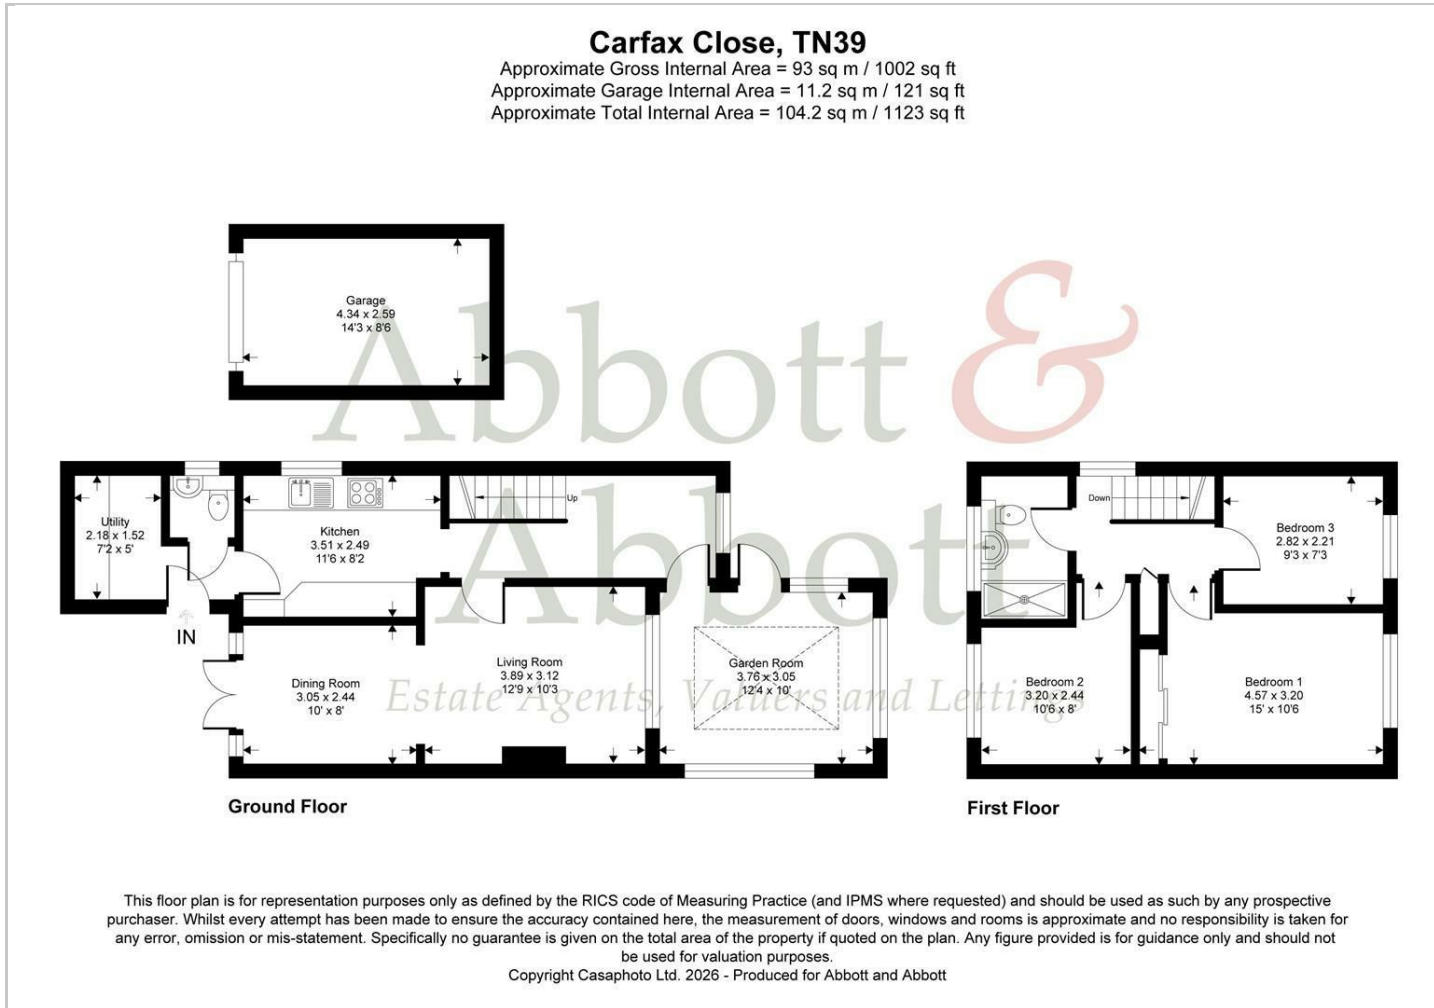 Carfax Close, TN39
Approximate Gross Internal Area = 93 sq m / 1002 sq ft
Approximate Garage Internal Area = 11.2 sq m / 121 sq ft
Approximate Total Internal Area = 104.2 sq m / 1123 sq ft
Abbott &
Abbott
Estate Agents, Valuers and Lettings
Garage
4.34 x 2.59
14'3 x 8'6
Utility
2.18 x 1.52
7'2 x 5'
Kitchen
3.51 x 2.49
11'6 x 8'2
Up
IN
Dining Room
3.05 x 2.44
10' x 8'
Living Room
3.89 x 3.12
12'9 x 10'3
Garden Room
3.76 x 3.05
12'4 x 10'
Ground Floor
Down
Bedroom 3
2.82 x 2.21
9'3 x 7'3
Bedroom 2
3.20 x 2.44
10'6 x 8'
Bedroom 1
4.57 x 3.20
15' x 10'6
First Floor
This floor plan is for representation purposes only as defined by the RICS code of Measuring Practice (and IPMS where requested) and should be used as such by any prospective
purchaser. Whilst every attempt has been made to ensure the accuracy contained here, the measurement of doors, windows and rooms is approximate and no responsibility is taken for
any error, omission or mis-statement. Specifically no guarantee is given on the total area of the property if quoted on the plan. Any figure provided is for guidance only and should not
be used for valuation purposes.
Copyright Casaphoto Ltd. 2026 - Produced for Abbott and Abbott